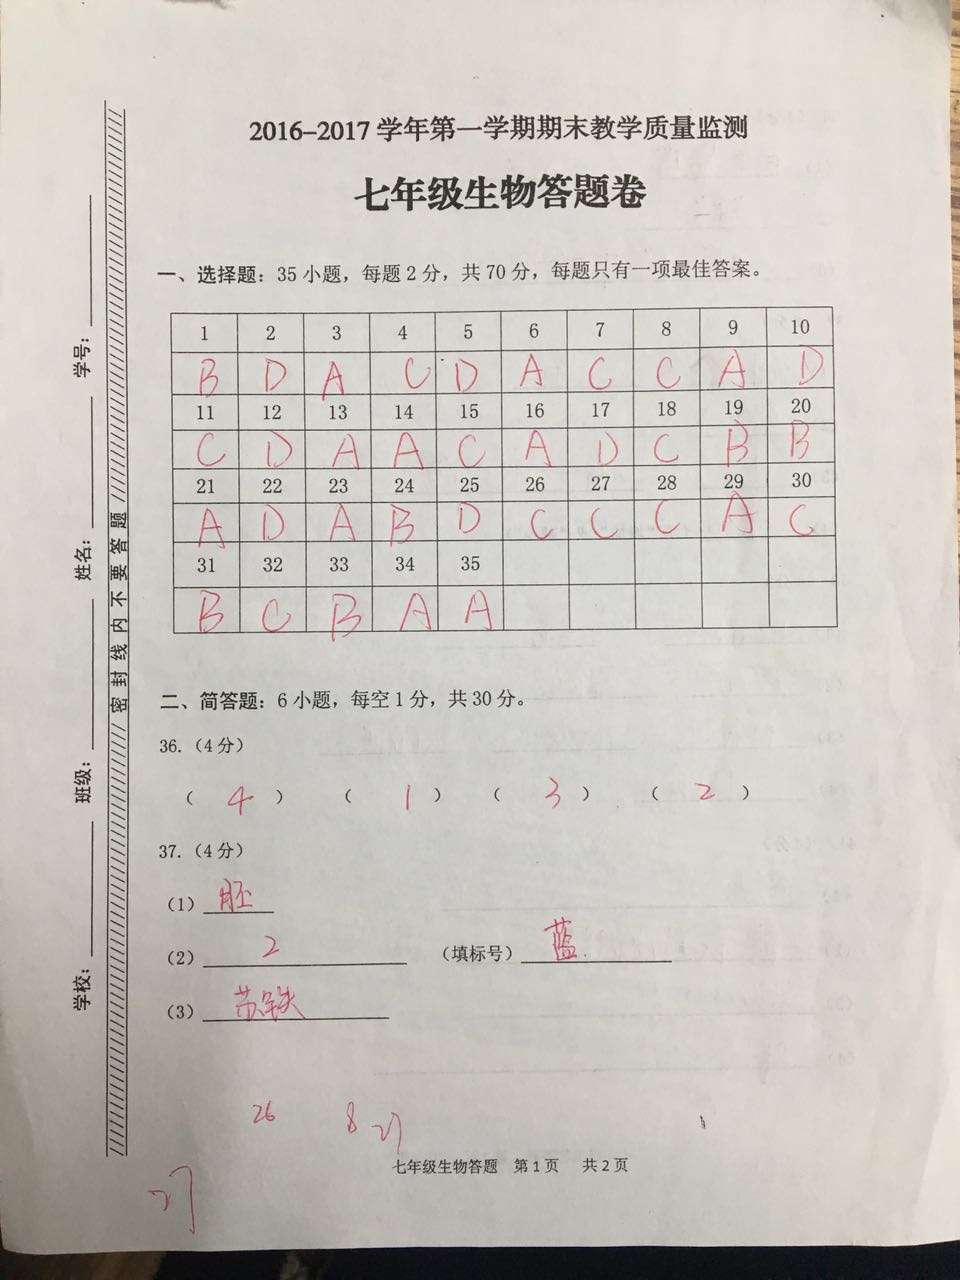 2016-2017 学年第一学期期末教学质量监测
七年级生物答题卷
一、选择题：35 小题，每题 2 分，共 70 分，每题只有一项最佳答案。
1 2 3 4 5 6 7 8 9 10
B D A C D A C C A D
11 12 13 14 15 16 17 18 19 20
C D A A C A D C B B
21 22 23 24 25 26 27 28 29 30
A D A B D C C C A C
31 32 33 34 35
B C B A A
二、简答题：6 小题，每空 1 分，共 30 分。
36.（4 分）
（ 4 ） （ 1 ） （ 3 ） （ 2 ）
37.（4 分）
（1）胚
（2） 2 （填标号） 蓝
（3） 苏铁
26 8 27
27
七年级生物答题 第 1 页 共 2 页
学校： 班级： 姓名： 学号：
密封线内不要答题